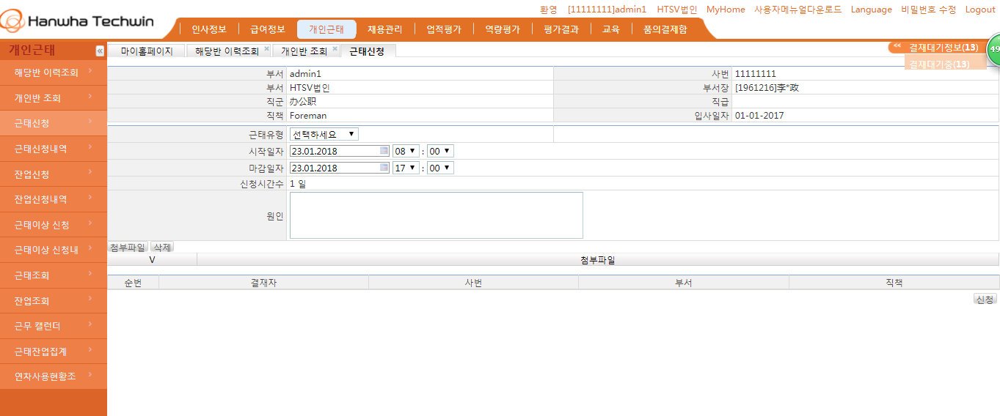 환영 [11111111]admin1 HTSV법인 MyHome 사용자메뉴얼다운로드 Language 비밀번호 수정 Logout
Hanwha Techwin
인사정보 급여정보 개인근태 채용관리 업적평가 역량평가 평가결과 교육 품의결제함
개인근태 «
마이홈페이지 해당반 이력조회 × 개인반 조회 × 근태신청
결재대기정보(13)
결재대기중(13)
49
해당반 이력조회
개인반 조회
근태신청
근태신청내역
잔업신청
잔업신청내역
근태이상 신청
근태이상 신청내
근태조회
잔업조회
근무 캘런더
근태잔업집계
연차사용현황조
부서 admin1 사번 11111111
부서 HTSV법인 부서장 [1961216]李*政
직군 办公职 직급
직책 Foreman 입사일자 01-01-2017
근태유형 선택하세요 ▼
시작일자 23.01.2018 08 ▼ : 00 ▼
마감일자 23.01.2018 17 ▼ : 00 ▼
신청시간수 1 일
원인
첨부파일 삭제
V 첨부파일
순번 결재자 사번 부서 직책
신청